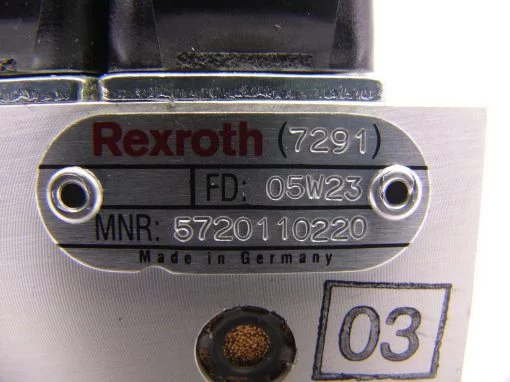 Rexroth (7291)
FD: 05W23
MNR: 5720110220
Made in Germany
03